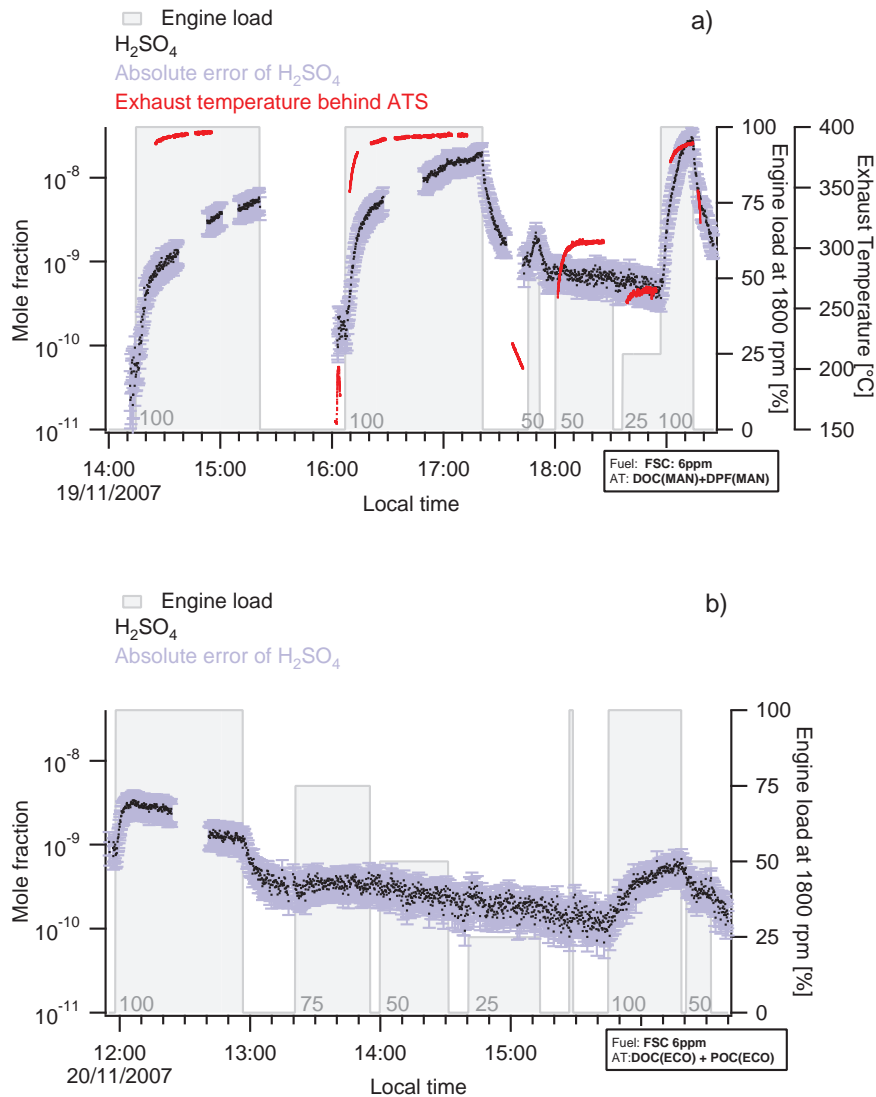 Engine load
a)
H₂SO₄
Absolute error of H₂SO₄
Exhaust temperature behind ATS
Mole fraction
10⁻⁸
10⁻⁹
10⁻¹⁰
10⁻¹¹
100
100
50
50
25
100
100
75
50
25
0
Engine load at 1800 rpm [%]
400
350
300
250
200
150
Exhaust Temperature [°C]
14:00 15:00 16:00 17:00 18:00
19/11/2007
Local time
Fuel: FSC: 6ppm
AT: DOC(MAN)+DPF(MAN)
Engine load
b)
H₂SO₄
Absolute error of H₂SO₄
Mole fraction
10⁻⁸
10⁻⁹
10⁻¹⁰
10⁻¹¹
100
75
50
25
100
50
100
75
50
25
0
Engine load at 1800 rpm [%]
12:00 13:00 14:00 15:00
20/11/2007
Local time
Fuel: FSC 6ppm
AT:DOC(ECO) + POC(ECO)